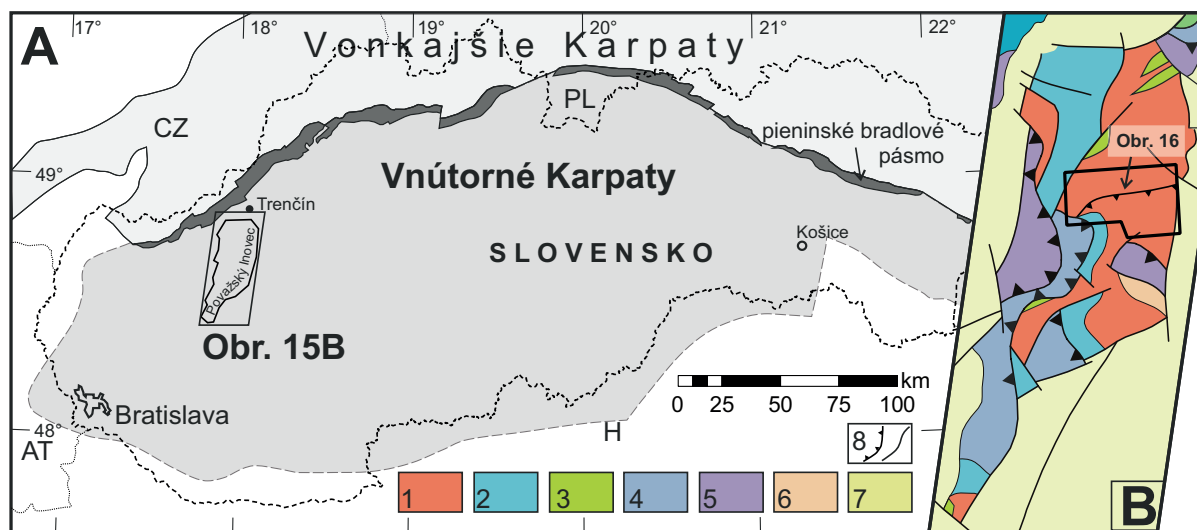 A
17°
18°
19°
20°
21°
22°
Vonkajšie Karpaty
CZ
PL
pieninské bradlové
pásmo
49°
Vnútorné Karpaty
Trenčín
Považský Inovec
SLOVENSKO
Košice
Obr. 15B
Bratislava
48°
AT
H
km
0 25 50 75 100
8
1 2 3 4 5 6 7
Obr. 16
B